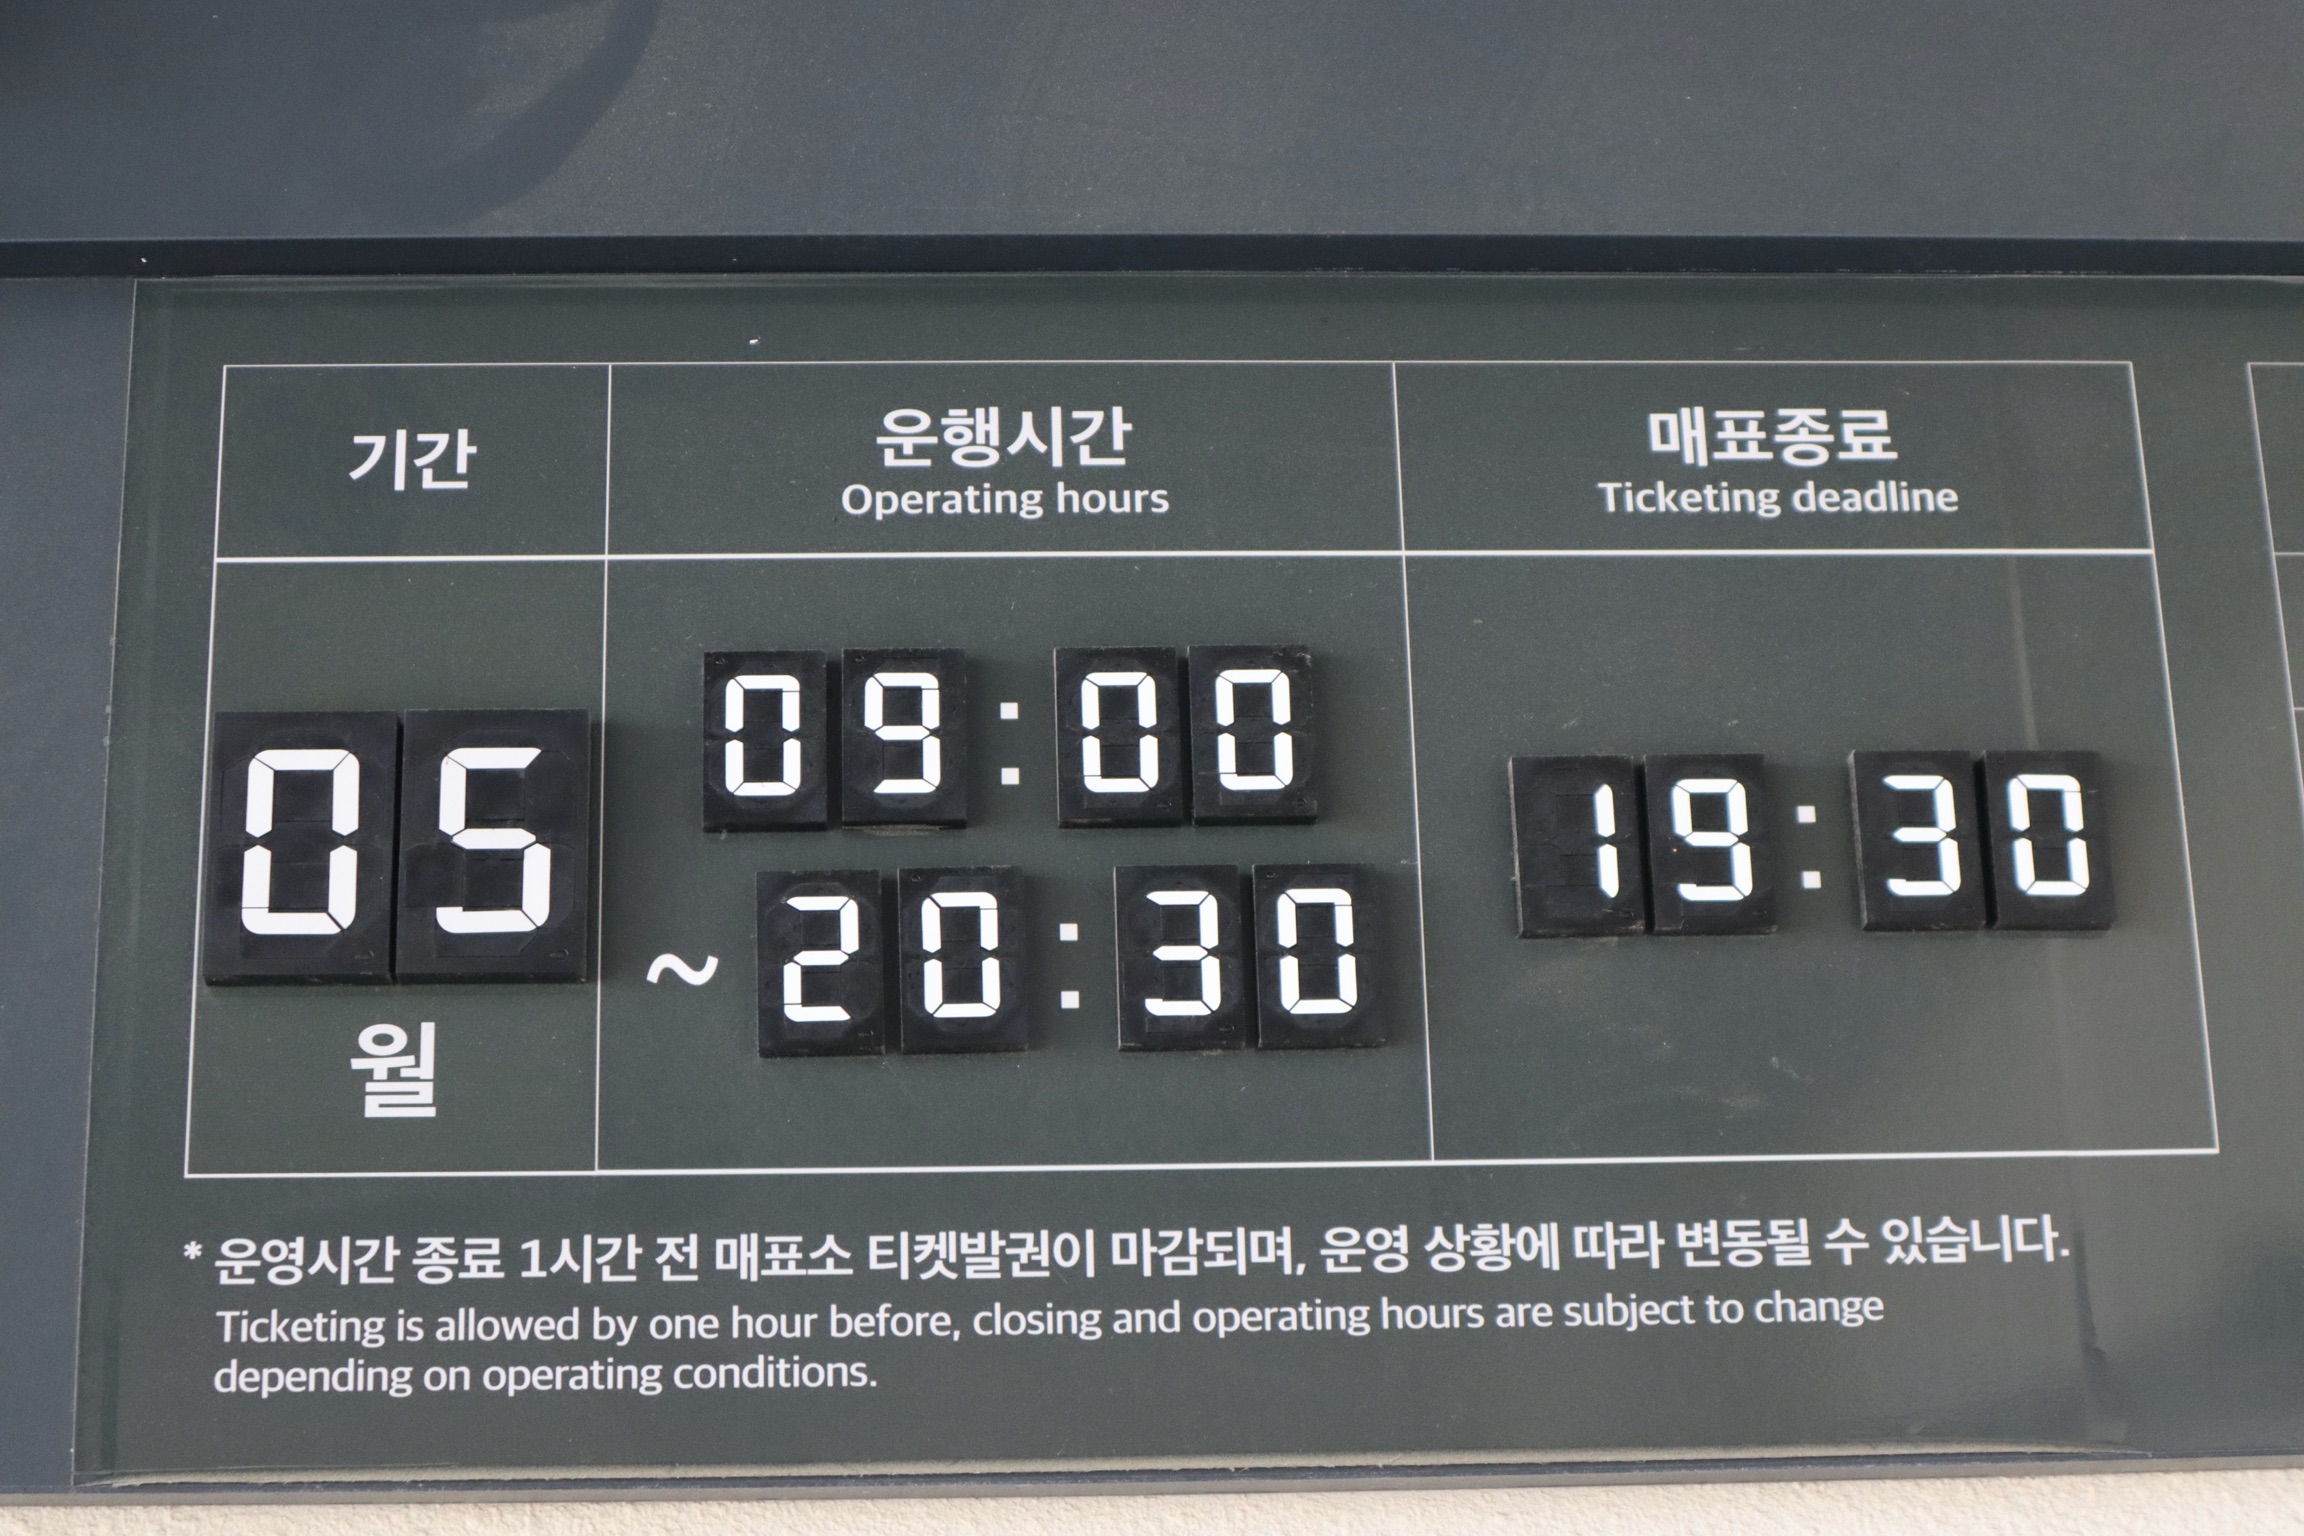 기간
운행시간
Operating hours
매표종료
Ticketing deadline
05
월
09:00
~ 20:30
19:30
* 운영시간 종료 1시간 전 매표소 티켓발권이 마감되며, 운영 상황에 따라 변동될 수 있습니다.
Ticketing is allowed by one hour before, closing and operating hours are subject to change
depending on operating conditions.